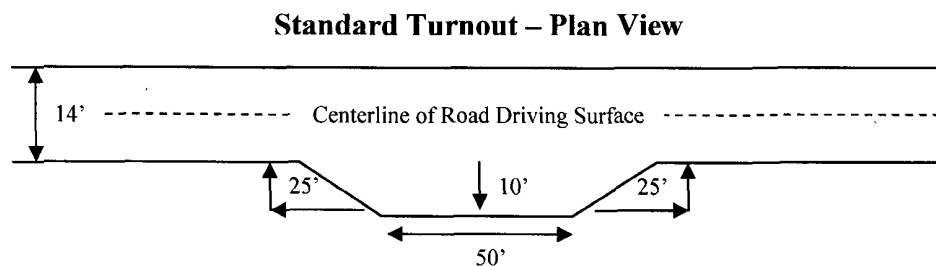 Standard Turnout – Plan View
14'
Centerline of Road Driving Surface
25'
10'
25'
50'